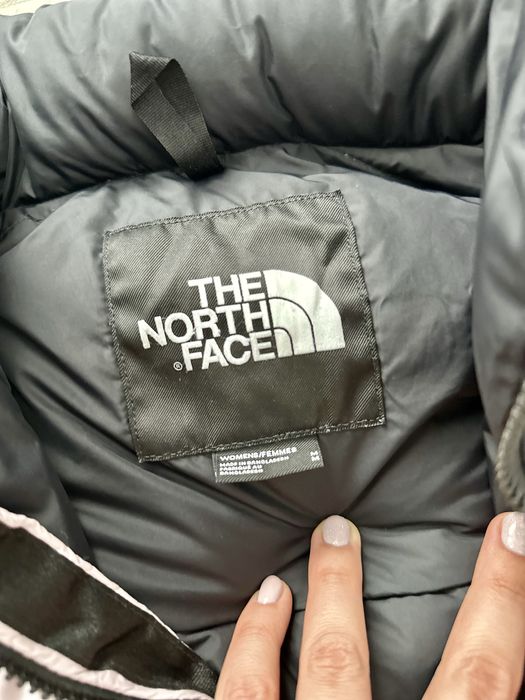 THE
NORTH
® FACE
WOMENS/FEMMES M
MADE IN BANGLADESH M
FABRIQUÉ AU
BANGLADESH